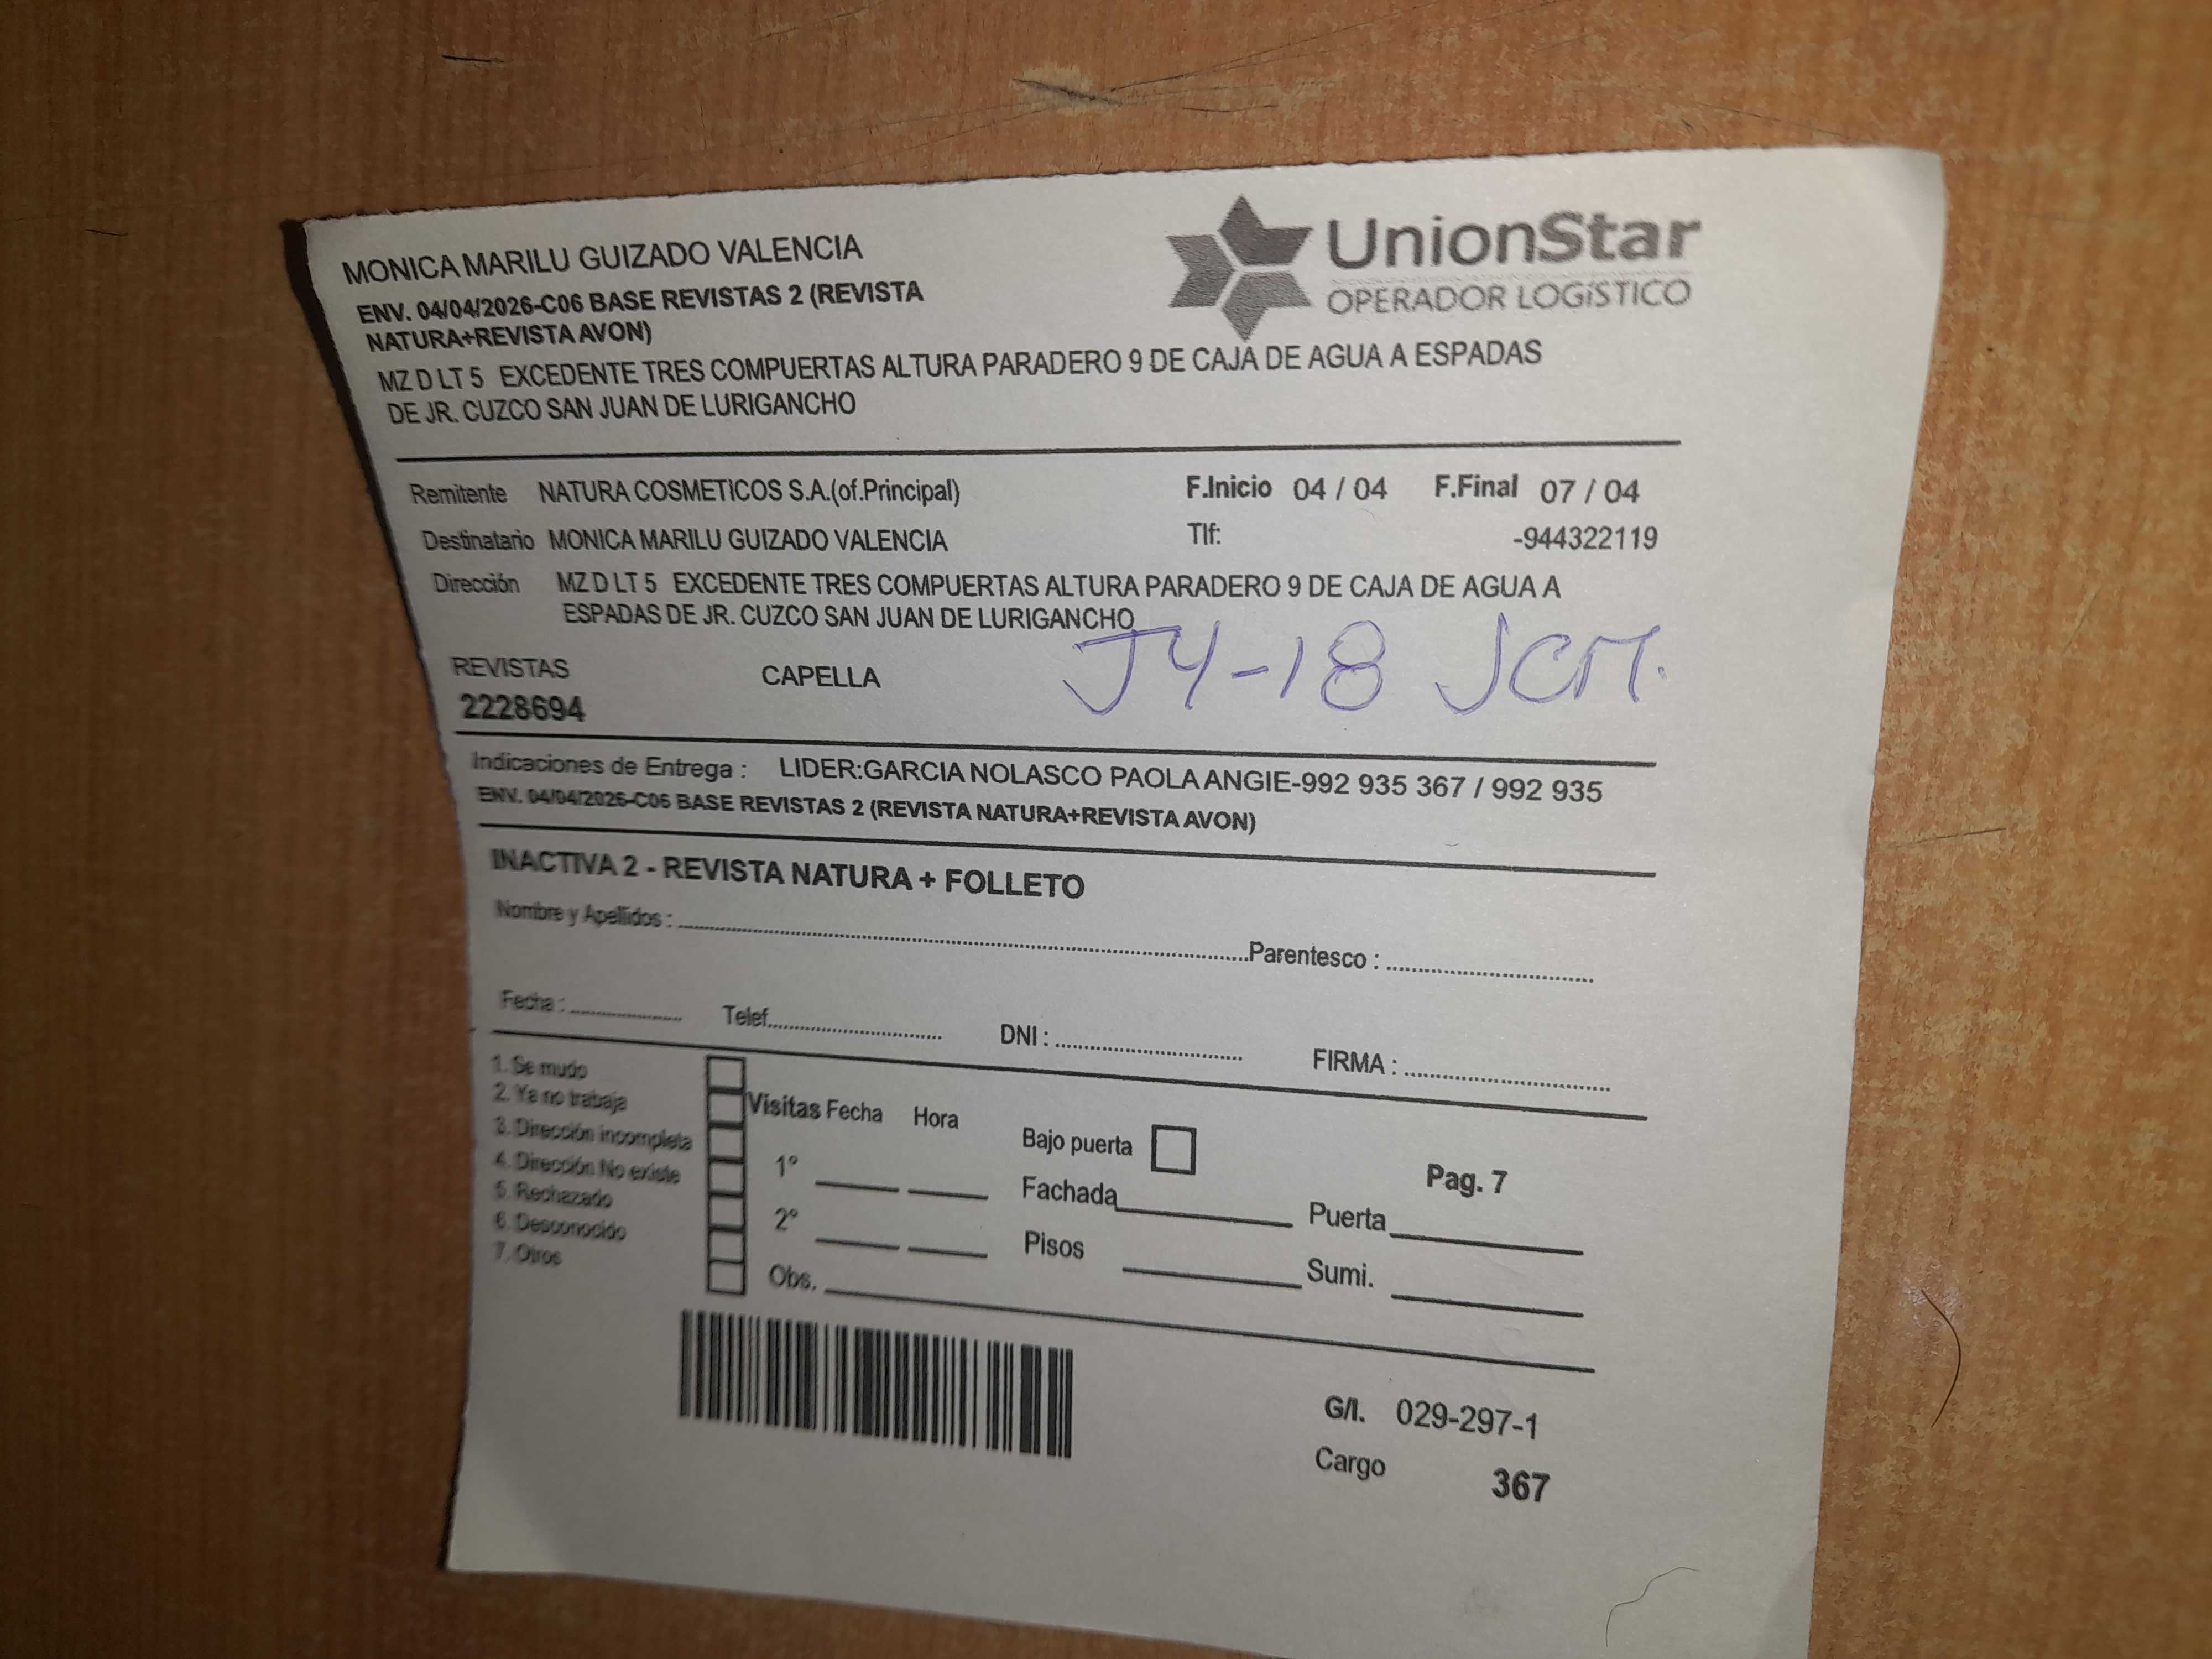 MONICA MARILU GUIZADO VALENCIA
ENV. 04/04/2026-C06 BASE REVISTAS 2 (REVISTA
NATURA+REVISTA AVON)
UnionStar
OPERADOR LOGíSTICO
MZ D LT 5 EXCEDENTE TRES COMPUERTAS ALTURA PARADERO 9 DE CAJA DE AGUA A ESPADAS
DE JR. CUZCO SAN JUAN DE LURIGANCHO
Remitente NATURA COSMETICOS S.A.(of.Principal) F.Inicio 04 / 04 F.Final 07 / 04
Destinatario MONICA MARILU GUIZADO VALENCIA Tlf: -944322119
Dirección MZ D LT 5 EXCEDENTE TRES COMPUERTAS ALTURA PARADERO 9 DE CAJA DE AGUA A
ESPADAS DE JR. CUZCO SAN JUAN DE LURIGANCHO
REVISTAS CAPELLA J4-18 JCM.
2228694
Indicaciones de Entrega : LIDER:GARCIA NOLASCO PAOLA ANGIE-992 935 367 / 992 935
ENV. 04/04/2026-C06 BASE REVISTAS 2 (REVISTA NATURA+REVISTA AVON)
INACTIVA 2 - REVISTA NATURA + FOLLETO
Nombre y Apellidos : Parentesco :
Fecha : Telef. DNI : FIRMA :
1. Se mudo
2. Ya no trabaja Visitas Fecha Hora
3. Dirección incompleta Bajo puerta
4. Dirección No existe 1° Pag. 7
5. Rechazado Fachada Puerta
6. Desconocido 2° Pisos
7. Otros Obs. Sumi.
G/I. 029-297-1
Cargo 367